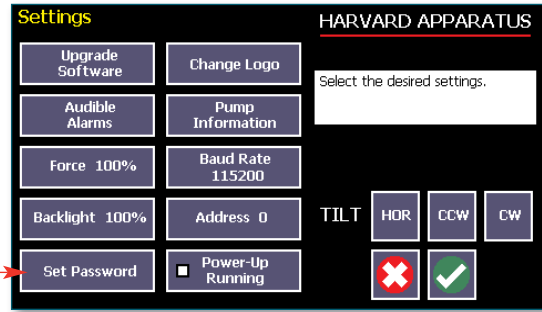 Settings
HARVARD APPARATUS
Upgrade
Software
Change Logo
Select the desired settings.
Audible
Alarms
Pump
Information
Force 100%
Baud Rate
115200
Backlight 100%
Address 0
TILT
HOR
CCW
CW
Set Password
Power-Up
Running